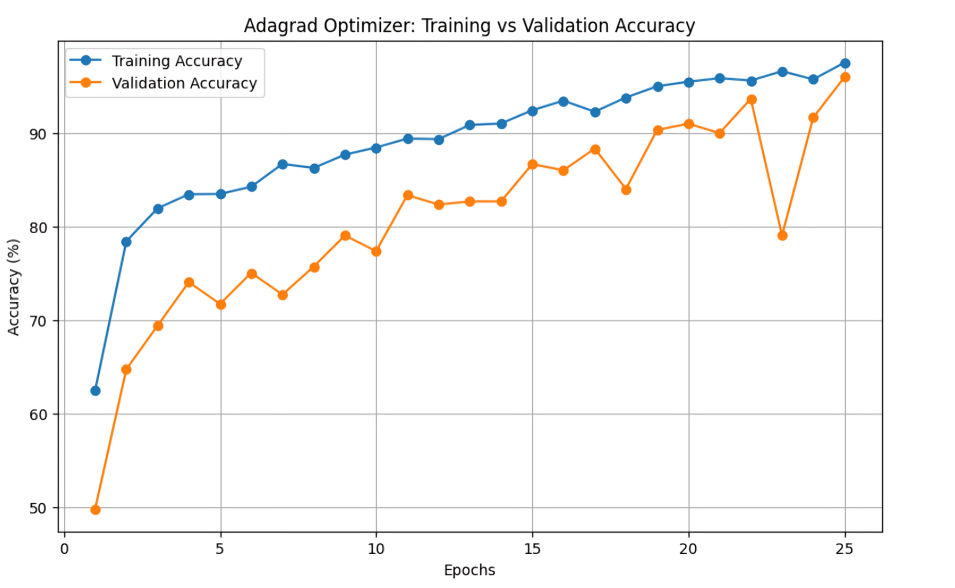 Adagrad Optimizer: Training vs Validation Accuracy
Training Accuracy
Validation Accuracy
Accuracy (%)
90
80
70
60
50
0 5 10 15 20 25
Epochs